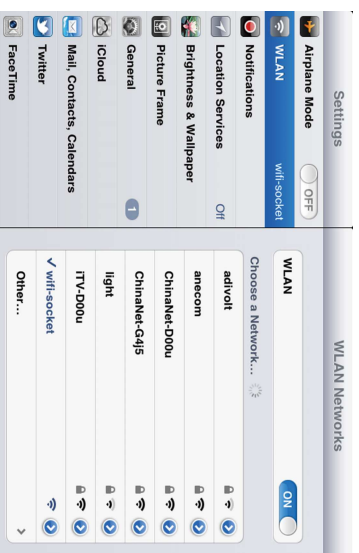 Settings
Airplane Mode OFF
WLAN wifi-socket
Notifications
Location Services Off
Brightness & Wallpaper
Picture Frame
General 1
iCloud
Mail, Contacts, Calendars
Twitter
FaceTime
WLAN Networks
WLAN ON
Choose a Network...
adivolt
anecom
ChinaNet-D00u
ChinaNet-G4j5
light
iTV-D00u
✓ wifi-socket
Other...